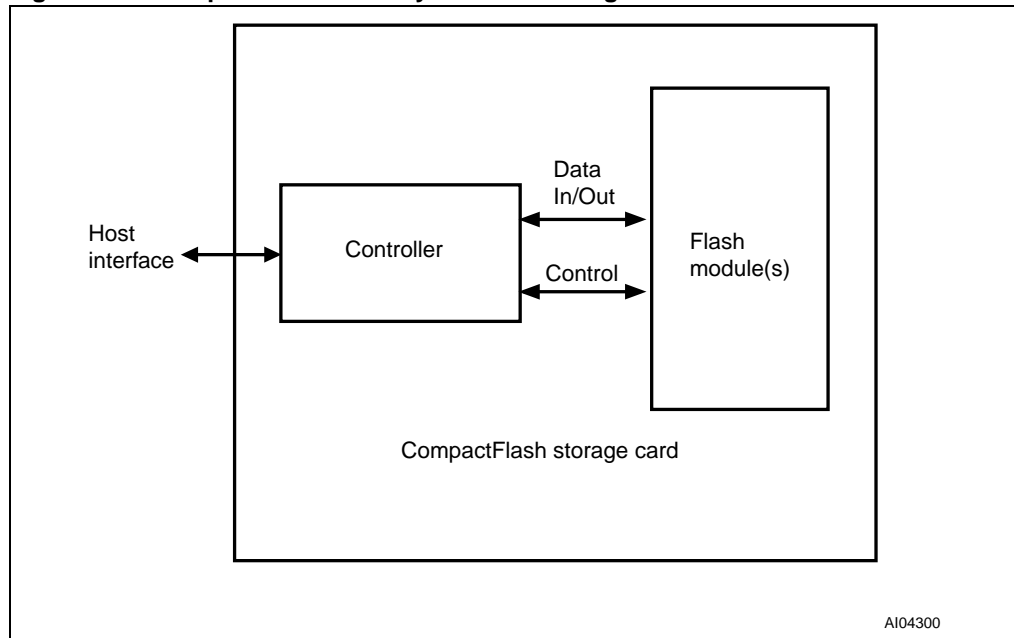 Data
In/Out
Host
interface
Controller
Control
Flash
module(s)
CompactFlash storage card
AI04300